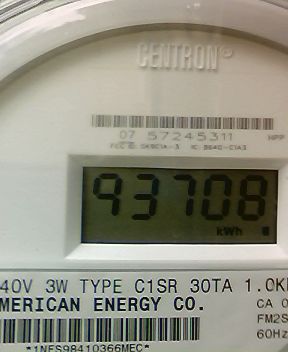 CENTRON®
07 57245311
93708
kWh
40V 3W TYPE C1SR 30TA 1.0K
MERICAN ENERGY CO.
CA 0
FM2S
60Hz
*1NFS98410366MEC*